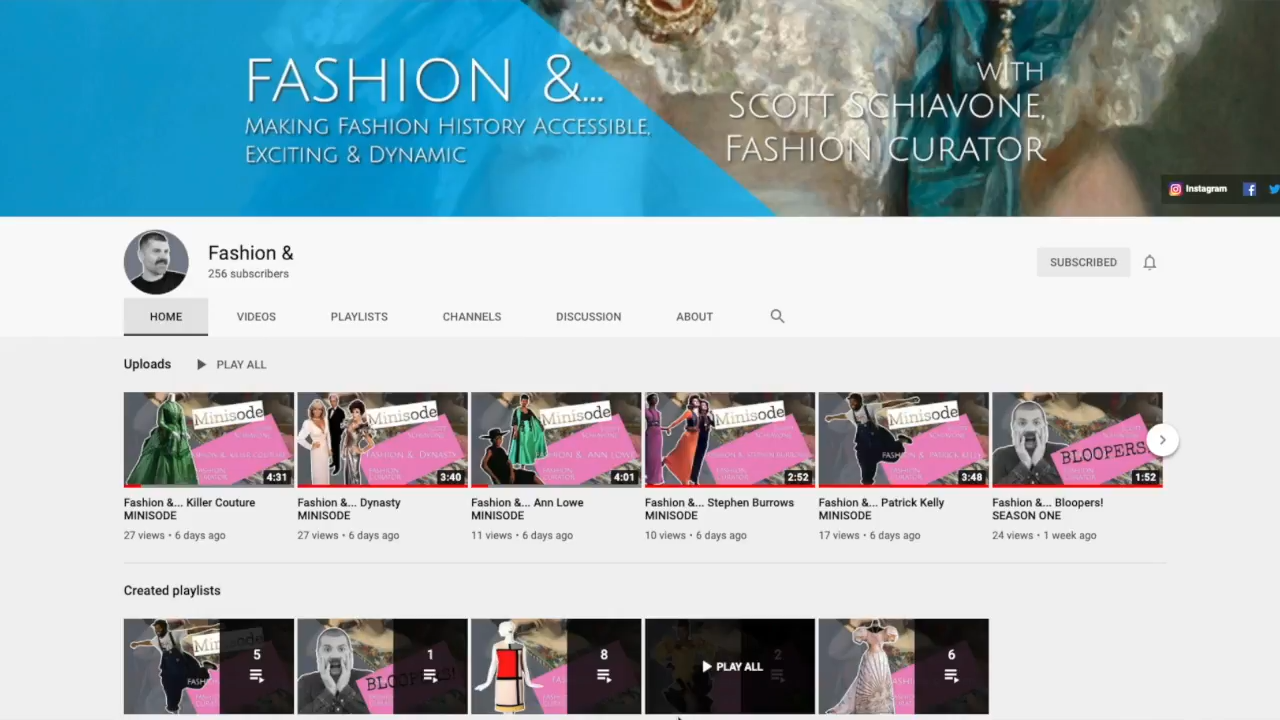 FASHION &...
MAKING FASHION HISTORY ACCESSIBLE,
EXCITING & DYNAMIC
WITH
SCOTT SCHIAVONE,
FASHION CURATOR
Instagram
Fashion &
256 subscribers
SUBSCRIBED
HOME VIDEOS PLAYLISTS CHANNELS DISCUSSION ABOUT
Uploads PLAY ALL
Minisode Minisode Minisode Minisode Minisode
BLOOPERS!
4:31 3:40 4:01 2:52 3:48 1:52
Fashion &... Killer Couture
MINISODE
27 views • 6 days ago
Fashion &... Dynasty
MINISODE
27 views • 6 days ago
Fashion &... Ann Lowe
MINISODE
11 views • 6 days ago
Fashion &... Stephen Burrows
MINISODE
10 views • 6 days ago
Fashion &... Patrick Kelly
MINISODE
17 views • 6 days ago
Fashion &... Bloopers!
SEASON ONE
24 views • 1 week ago
Created playlists
5 1 8 2 6
PLAY ALL